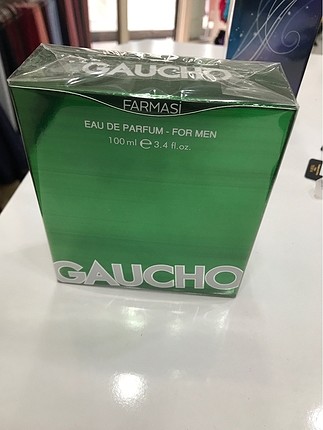 GAUCHO
FARMASİ
EAU DE PARFUM - FOR MEN
100 ml ℮ 3.4 fl.oz.
GAUCHO